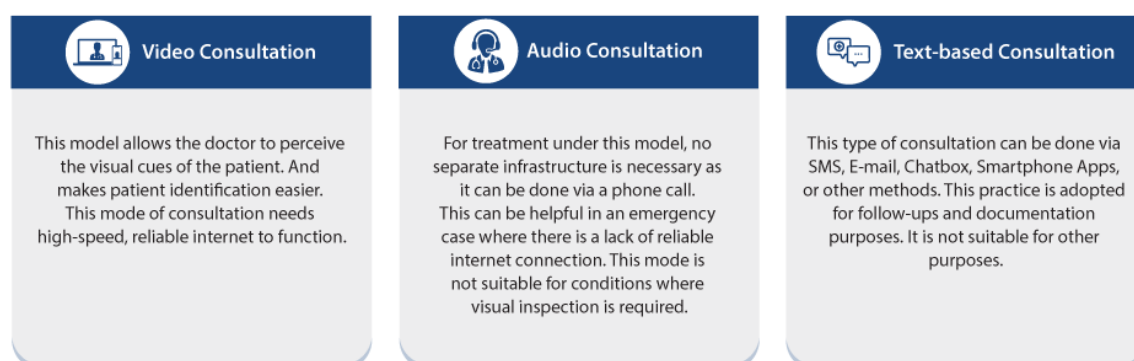 Video Consultation
This model allows the doctor to perceive
the visual cues of the patient. And
makes patient identification easier.
This mode of consultation needs
high-speed, reliable internet to function.
Audio Consultation
For treatment under this model, no
separate infrastructure is necessary as
it can be done via a phone call.
This can be helpful in an emergency
case where there is a lack of reliable
internet connection. This mode is
not suitable for conditions where
visual inspection is required.
Text-based Consultation
This type of consultation can be done via
SMS, E-mail, Chatbox, Smartphone Apps,
or other methods. This practice is adopted
for follow-ups and documentation
purposes. It is not suitable for other
purposes.